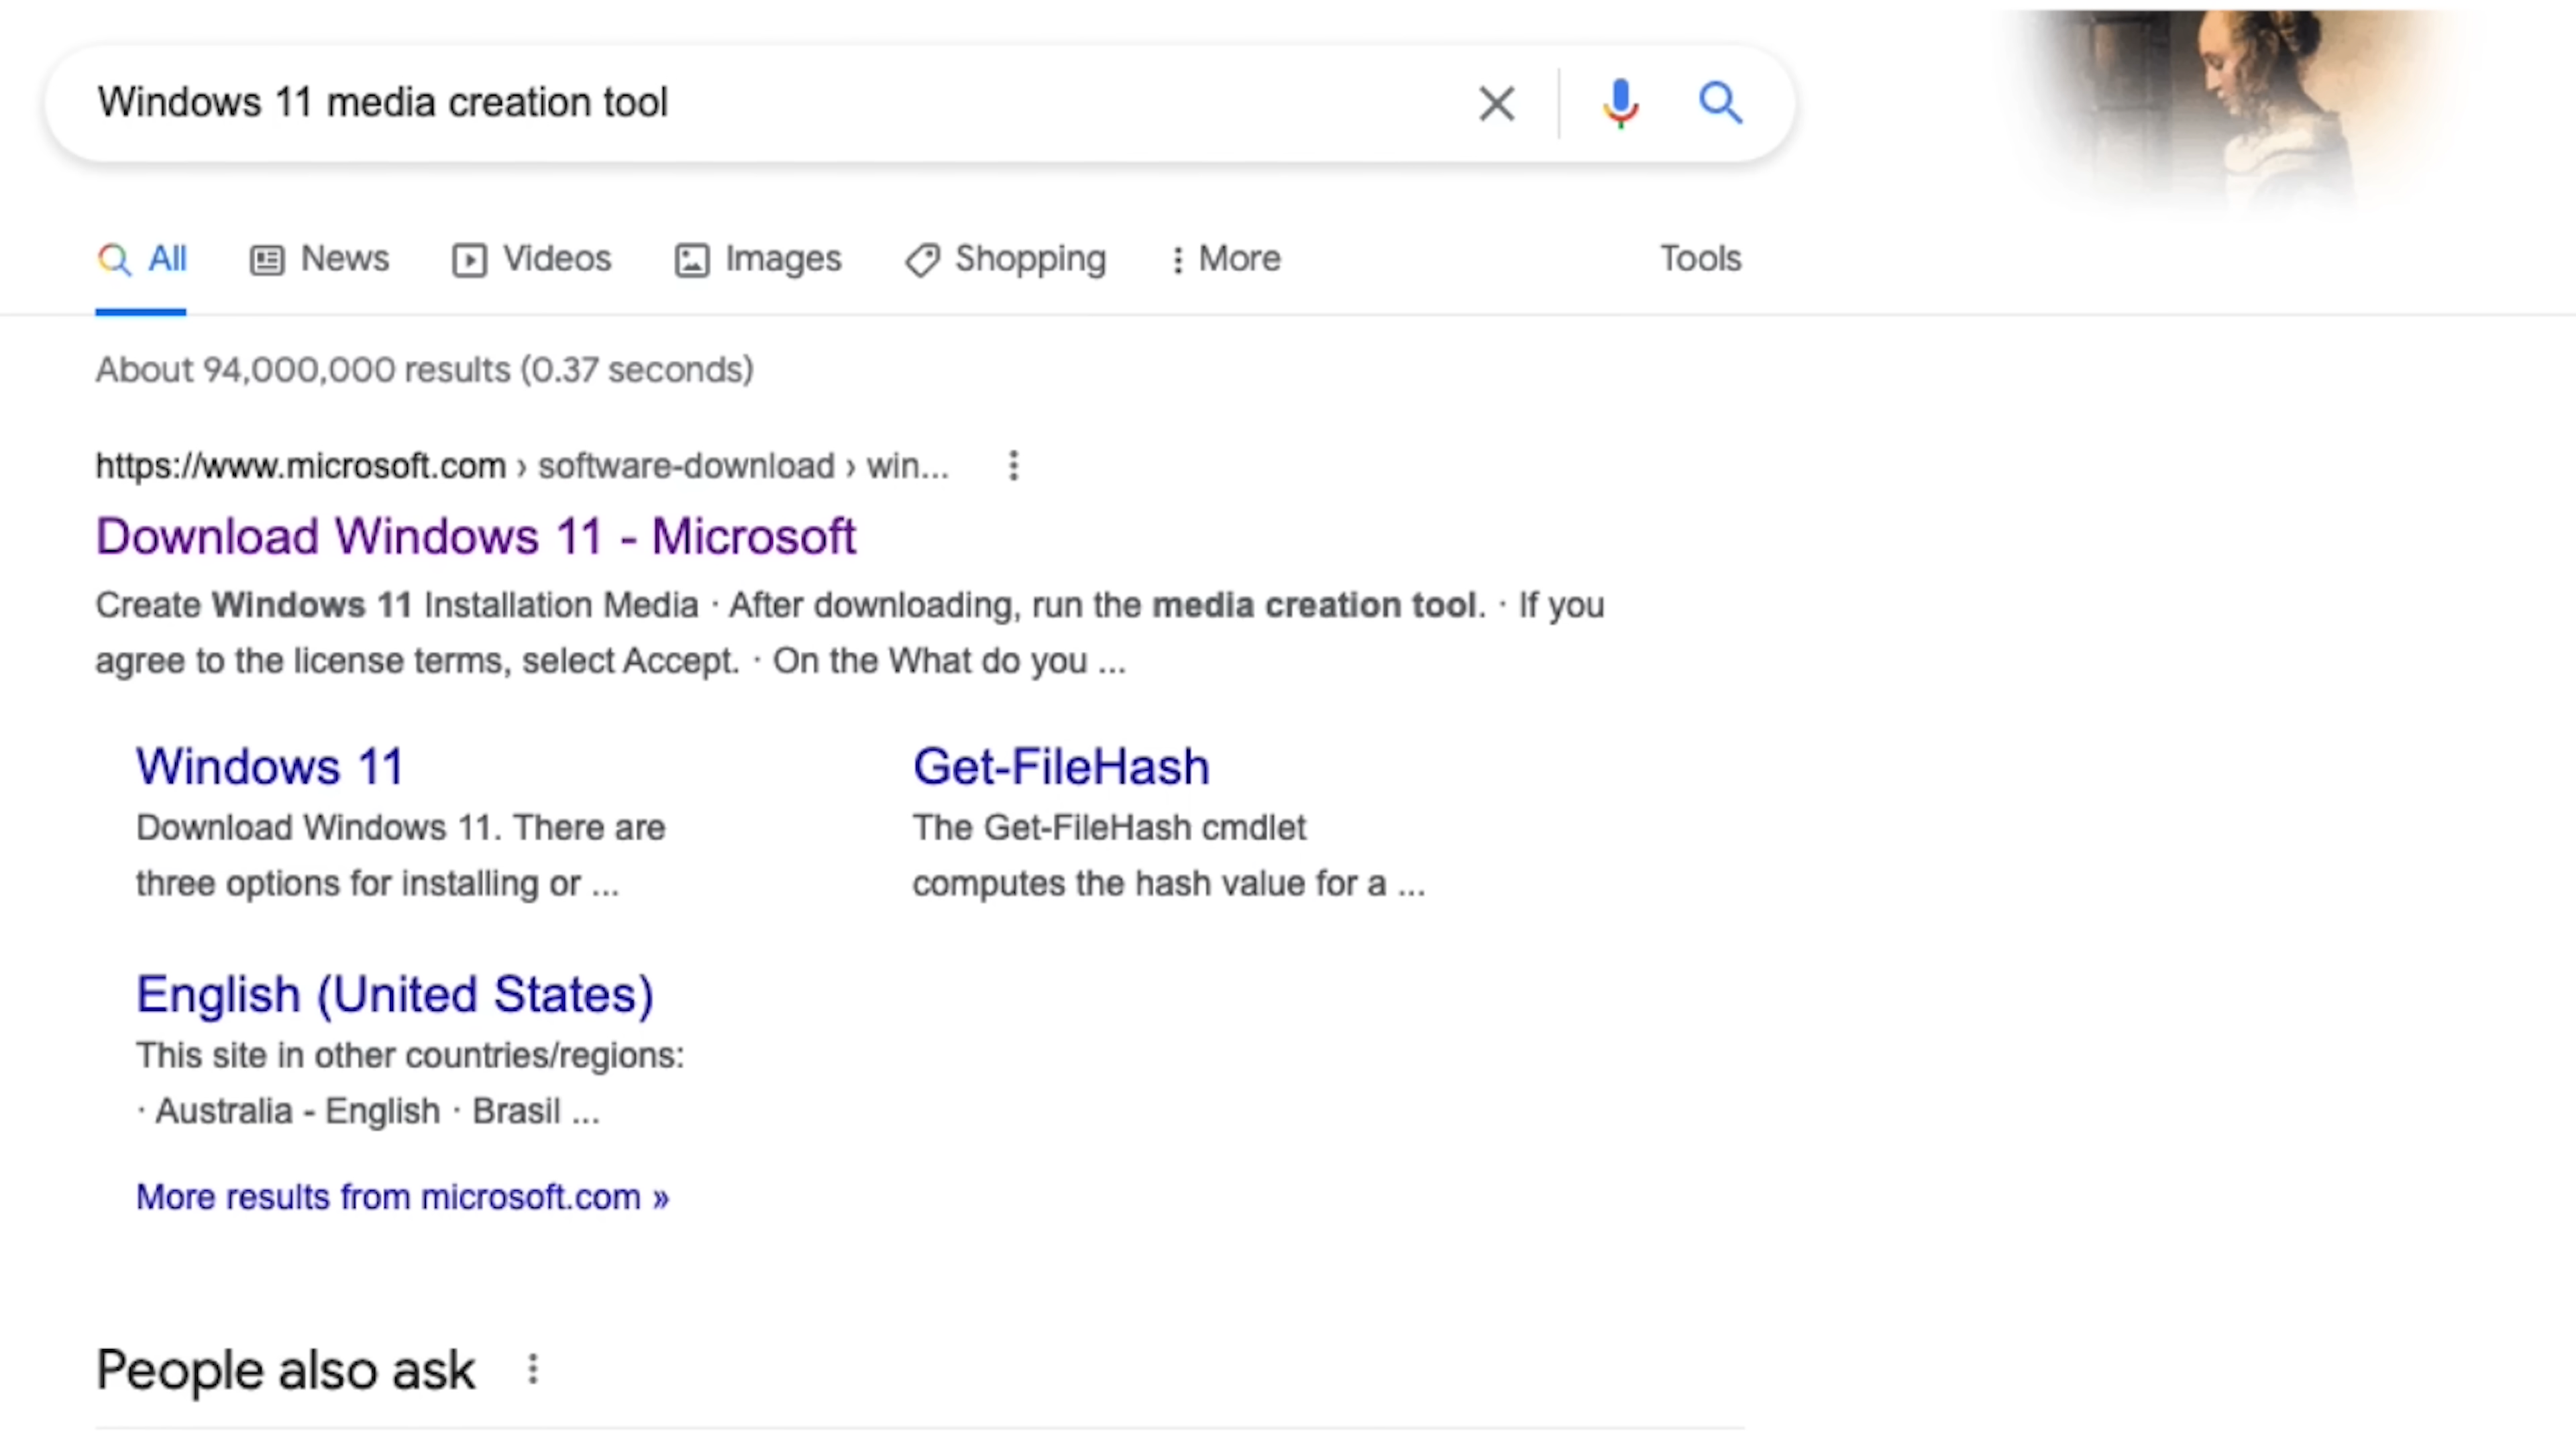 Windows 11 media creation tool
All News Videos Images Shopping More Tools
About 94,000,000 results (0.37 seconds)
https://www.microsoft.com › software-download › win...
Download Windows 11 - Microsoft
Create Windows 11 Installation Media · After downloading, run the media creation tool. · If you
agree to the license terms, select Accept. · On the What do you ...
Windows 11
Download Windows 11. There are
three options for installing or ...
Get-FileHash
The Get-FileHash cmdlet
computes the hash value for a ...
English (United States)
This site in other countries/regions:
· Australia - English · Brasil ...
More results from microsoft.com »
People also ask